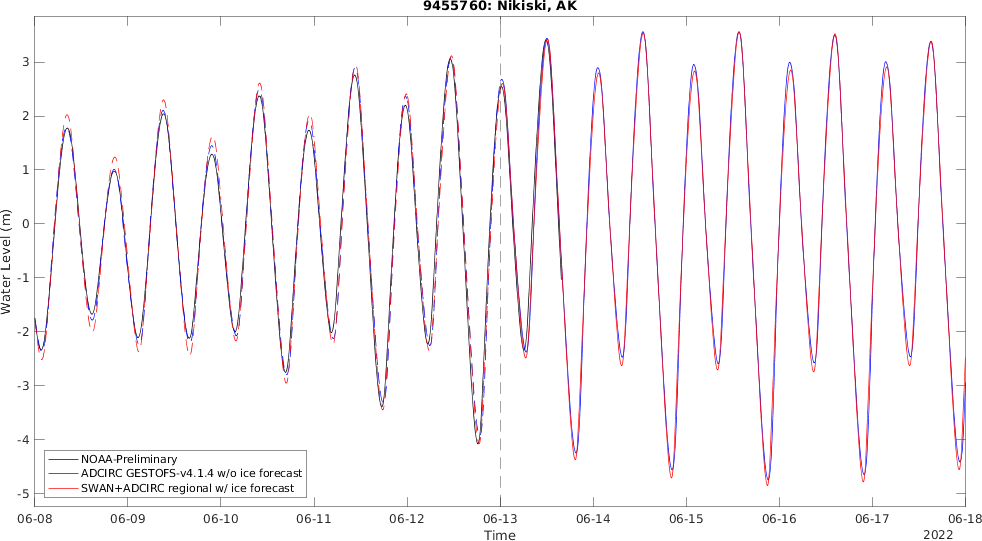 9455760: Nikiski, AK
Water Level (m)
3
2
1
0
-1
-2
-3
-4
-5
NOAA-Preliminary
ADCIRC GESTOFS-v4.1.4 w/o ice forecast
SWAN+ADCIRC regional w/ ice forecast
06-08 06-09 06-10 06-11 06-12 06-13 06-14 06-15 06-16 06-17 06-18
Time
2022